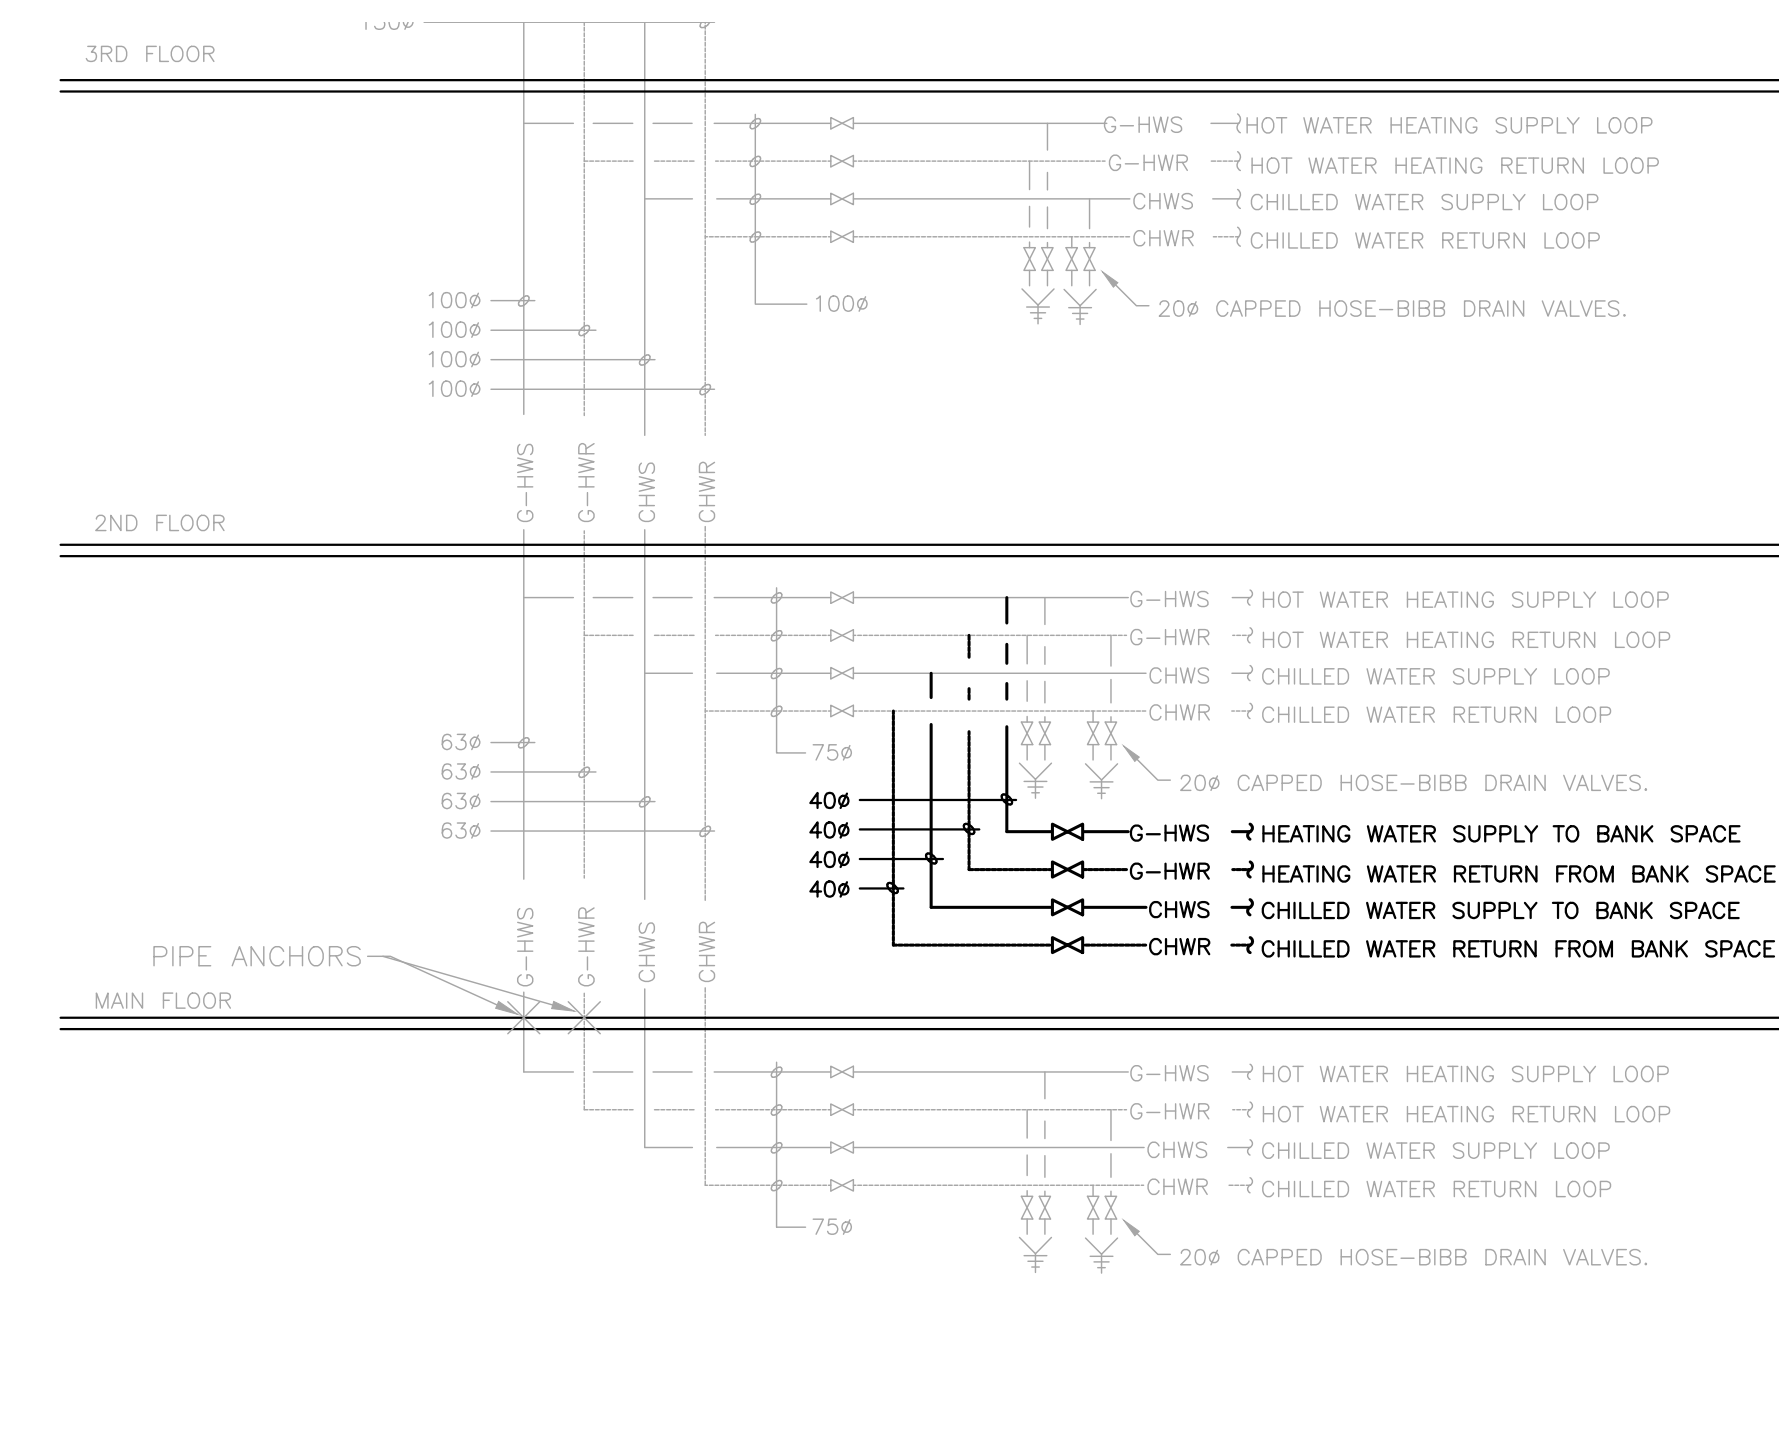 3RD FLOOR
G-HWS HOT WATER HEATING SUPPLY LOOP
G-HWR HOT WATER HEATING RETURN LOOP
CHWS CHILLED WATER SUPPLY LOOP
CHWR CHILLED WATER RETURN LOOP
100ø
100ø
100ø
100ø
100ø
20ø CAPPED HOSE-BIBB DRAIN VALVES.
G-HWS
G-HWR
CHWS
CHWR
2ND FLOOR
G-HWS HOT WATER HEATING SUPPLY LOOP
G-HWR HOT WATER HEATING RETURN LOOP
CHWS CHILLED WATER SUPPLY LOOP
CHWR CHILLED WATER RETURN LOOP
63ø
63ø
63ø
63ø
75ø
20ø CAPPED HOSE-BIBB DRAIN VALVES.
40ø
40ø
40ø
40ø
G-HWS HEATING WATER SUPPLY TO BANK SPACE
G-HWR HEATING WATER RETURN FROM BANK SPACE
CHWS CHILLED WATER SUPPLY TO BANK SPACE
CHWR CHILLED WATER RETURN FROM BANK SPACE
G-HWS
G-HWR
CHWS
CHWR
PIPE ANCHORS
MAIN FLOOR
G-HWS HOT WATER HEATING SUPPLY LOOP
G-HWR HOT WATER HEATING RETURN LOOP
CHWS CHILLED WATER SUPPLY LOOP
CHWR CHILLED WATER RETURN LOOP
75ø
20ø CAPPED HOSE-BIBB DRAIN VALVES.